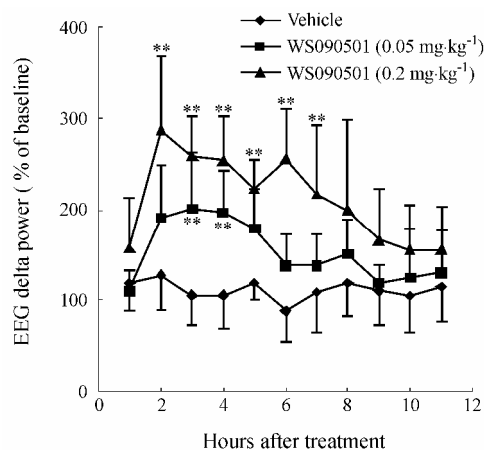 Vehicle
WS090501 (0.05 mg·kg⁻¹)
WS090501 (0.2 mg·kg⁻¹)
EEG delta power ( % of baseline)
400
300
200
100
0
**
**
**
**
**
**
**
**
0 2 4 6 8 10 12
Hours after treatment